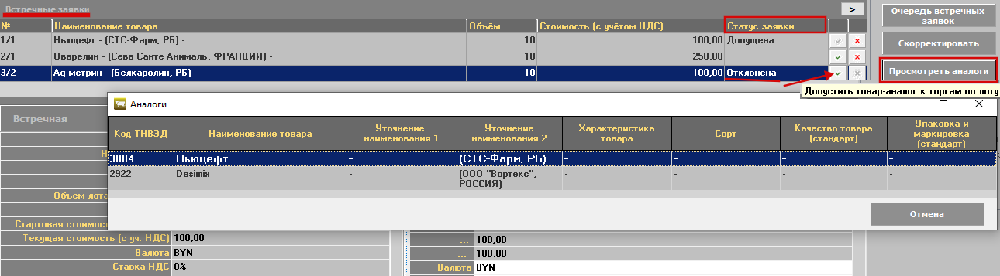 Встречные заявки
>
№ Наименование товара Объём Стоимость (с учётом НДС) Статус заявки
1/1 Ньюцефт - (СТС-Фарм, РБ) - 10 100,00 Допущена
2/1 Оварелин - (Сева Санте Анималь, ФРАНЦИЯ) - 10 250,00
3/2 Ag-метрин - (Белкаролин, РБ) - 10 100,00 Отклонена
Очередь встречных
заявок
Скорректировать
Просмотреть аналоги
Допустить товар-аналог к торгам по лоту
Аналоги
Код ТНВЭД Наименование товара Уточнение наименования 1 Уточнение наименования 2 Характеристика товара Сорт Качество товара (стандарт) Упаковка и маркировка (стандарт)
3004 Ньюцефт - (СТС-Фарм, РБ) - - - -
2922 Desimix - (ООО "Вортекс", РОССИЯ) - - - -
Отмена
Встречная
Н
Объём лота
Стартовая стоимость
Текущая стоимость (с уч. НДС) 100,00
Валюта BYN
Ставка НДС 0%
... 100,00
... 100,00
Валюта BYN